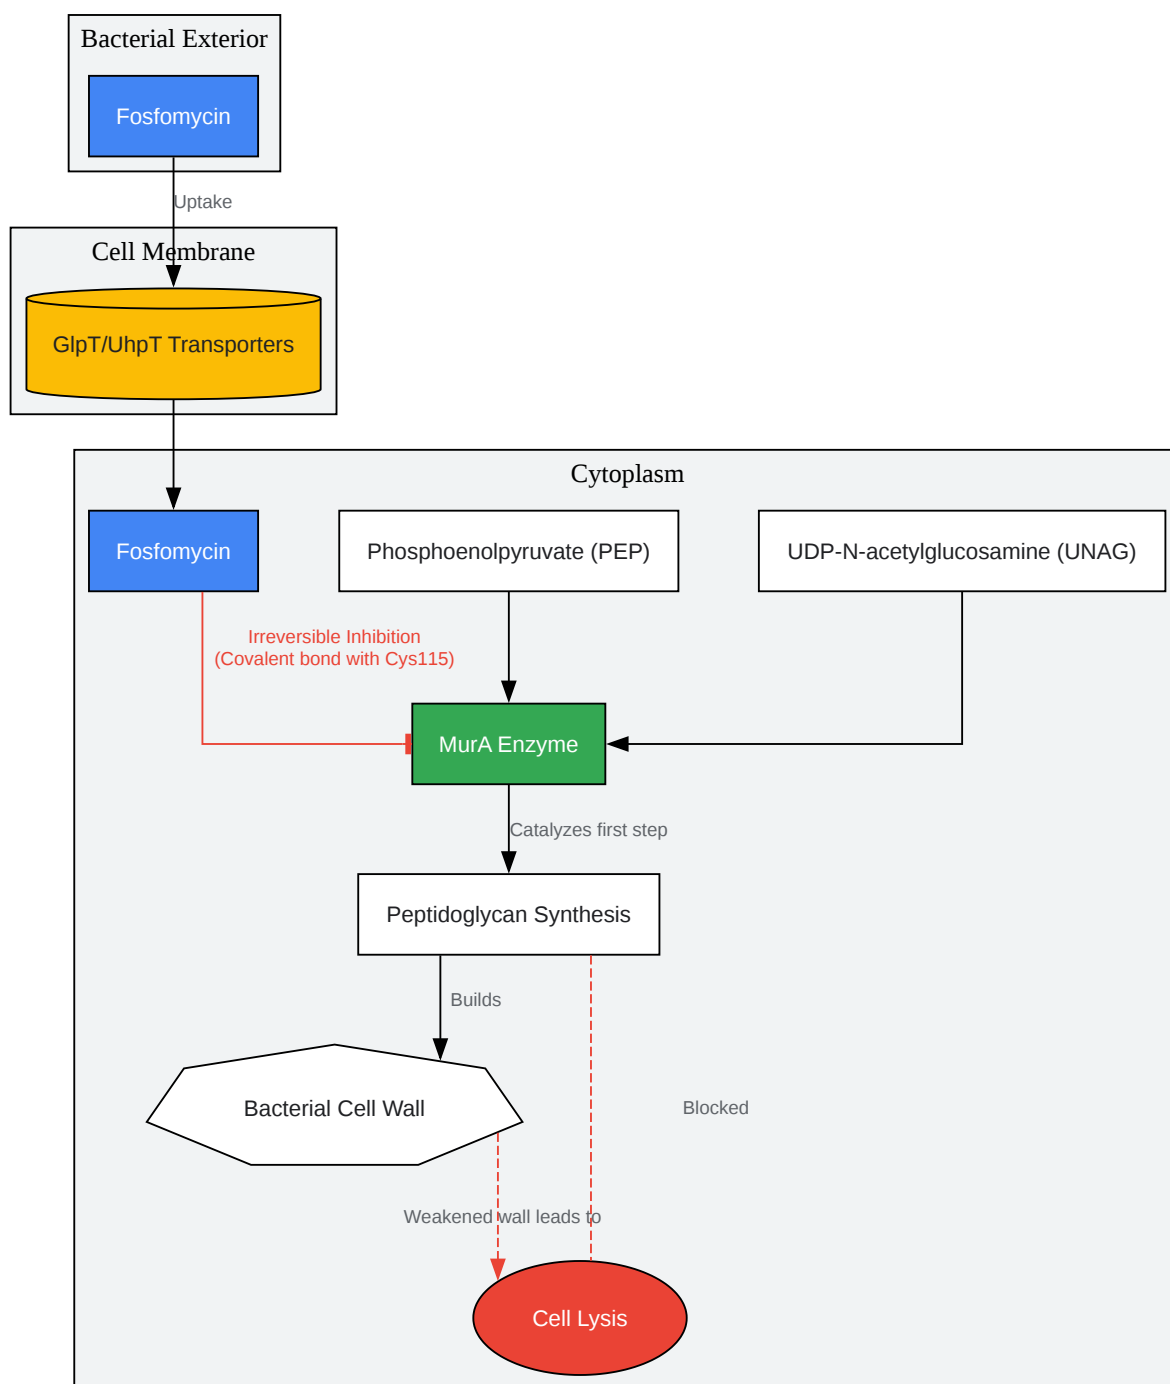 Bacterial Exterior
Fosfomycin
Uptake
Cell Membrane
GlpT/UhpT Transporters
Cytoplasm
Fosfomycin
Phosphoenolpyruvate (PEP)
UDP-N-acetylglucosamine (UNAG)
Irreversible Inhibition
(Covalent bond with Cys115)
MurA Enzyme
Catalyzes first step
Peptidoglycan Synthesis
Builds
Bacterial Cell Wall
Blocked
Weakened wall leads to
Cell Lysis